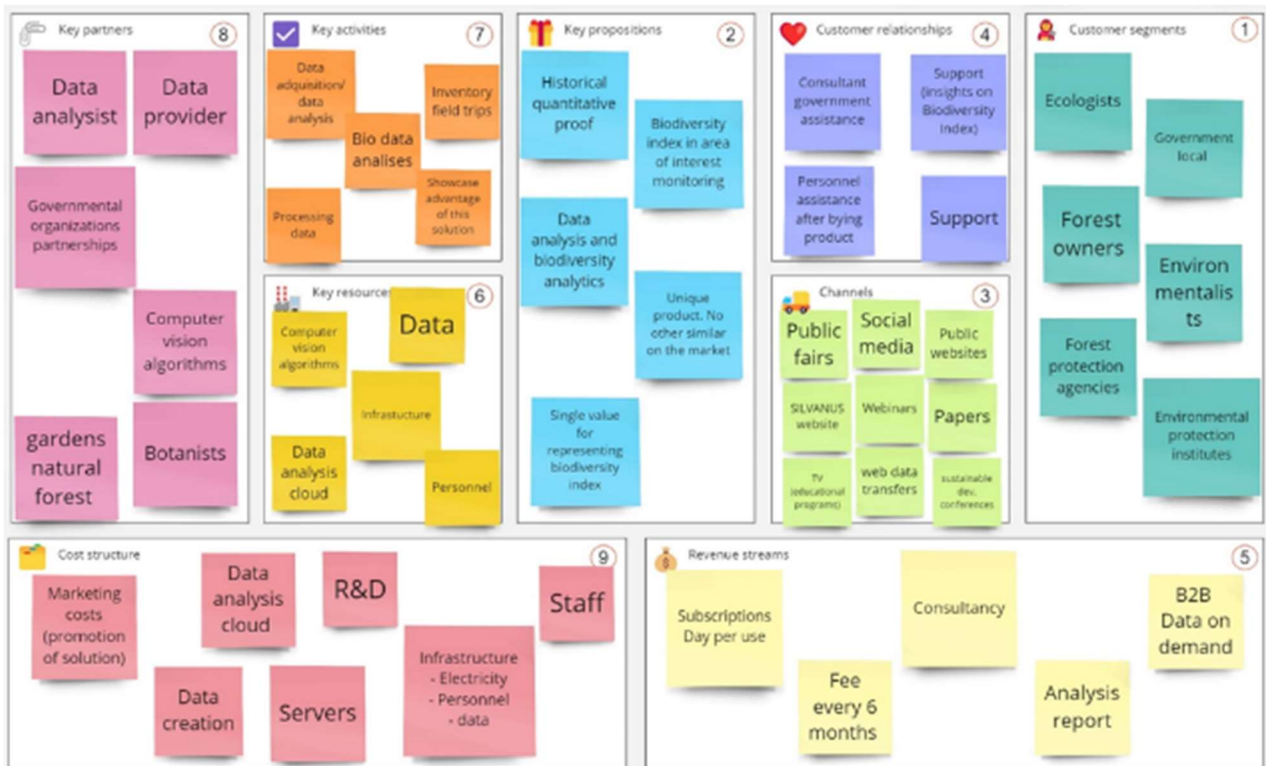 Key partners
8
Data
analysist
Data
provider
Governmental
organizations
partnerships
Computer
vision
algorithms
gardens
natural
forest
Botanists
Key activities
7
Data
adquisition/
data
analysis
Inventory
field trips
Bio data
analises
Showcase
advantage
of this
solution
Processing
data
Key resources
6
Computer
vision
algorithms
Data
Infrastucture
Data
analysis
cloud
Personnel
Key propositions
2
Historical
quantitative
proof
Biodiversity
index in area
of interest
monitoring
Data
analysis and
biodiversity
analytics
Unique
product. No
other similar
on the market
Single value
for
representing
biodiversity
index
Customer relationships
4
Consultant
government
assistance
Support
(insights on
Biodiversity
Index)
Personnel
assistance
after bying
product
Support
Channels
3
Public
fairs
Social
media
Public
websites
SILVANUS
website
Webinars
Papers
TV
(educational
programs)
web data
transfers
sustainable
dev.
conferences
Customer segments
1
Ecologists
Government
local
Forest
owners
Environ
mentalis
ts
Forest
protection
agencies
Environmental
protection
institutes
Cost structure
9
Marketing
costs
(promotion
of solution)
Data
analysis
cloud
R&D
Staff
Data
creation
Servers
Infrastructure
- Electricity
- Personnel
- data
Revenue streams
5
$
Subscriptions
Day per use
Fee
every 6
months
Consultancy
Analysis
report
B2B
Data on
demand